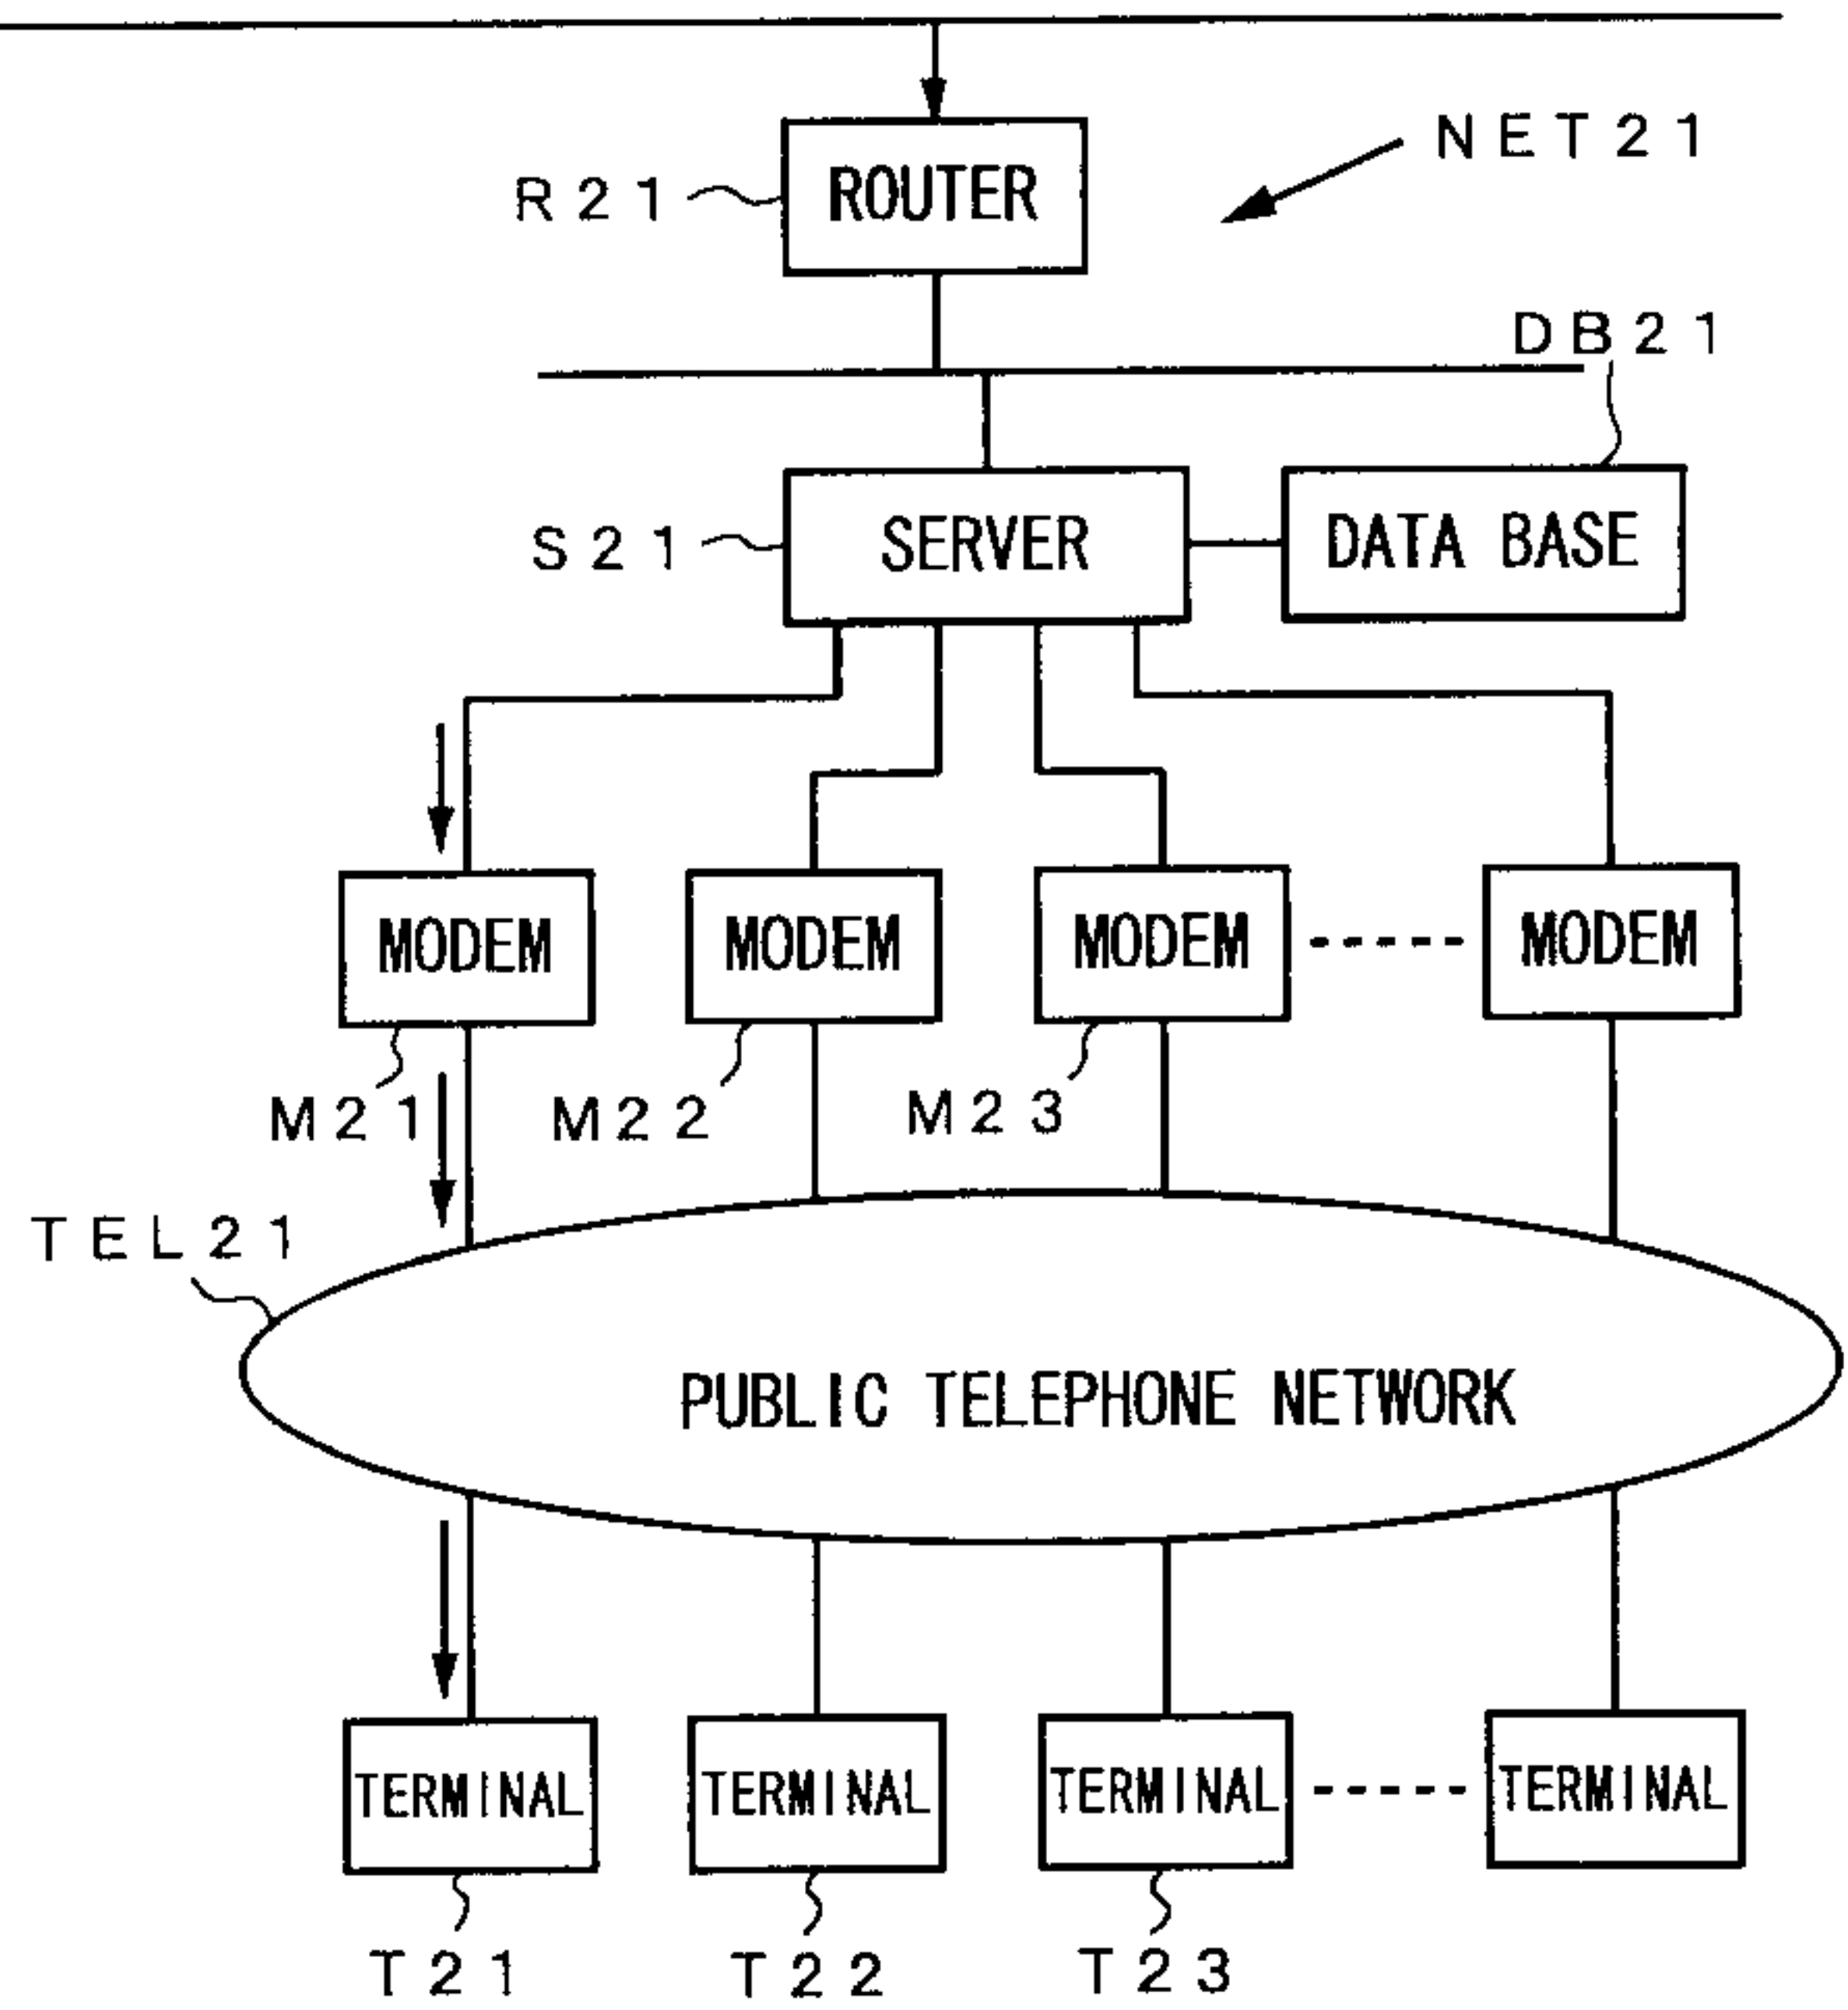 NET21
R21
ROUTER
DB21
S21
SERVER
DATA BASE
MODEM
MODEM
MODEM
MODEM
M21
M22
M23
TEL21
PUBLIC TELEPHONE NETWORK
TERMINAL
TERMINAL
TERMINAL
TERMINAL
T21
T22
T23